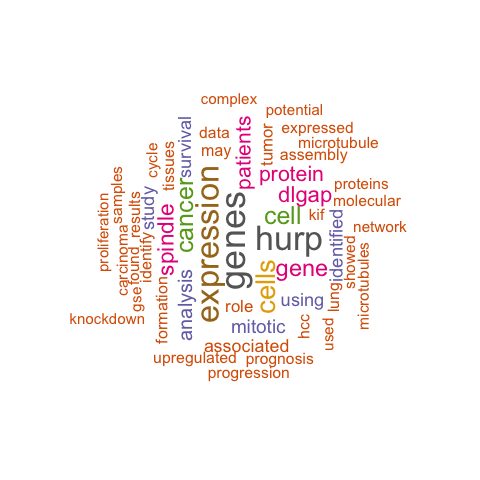 complex
potential
data
expressed
may
microtubule
assembly
survival
patients
tumor
cycle
tissues
cancer
protein
proteins
dlgap
molecular
samples
study
expression
genes
cell
kif
network
proliferation
carcinoma
results
identify
spindle
hurp
identified
showed
gse
found
gene
cells
microtubules
analysis
formation
role
using
lung
knockdown
mitotic
hcc
used
associated
upregulated
prognosis
progression